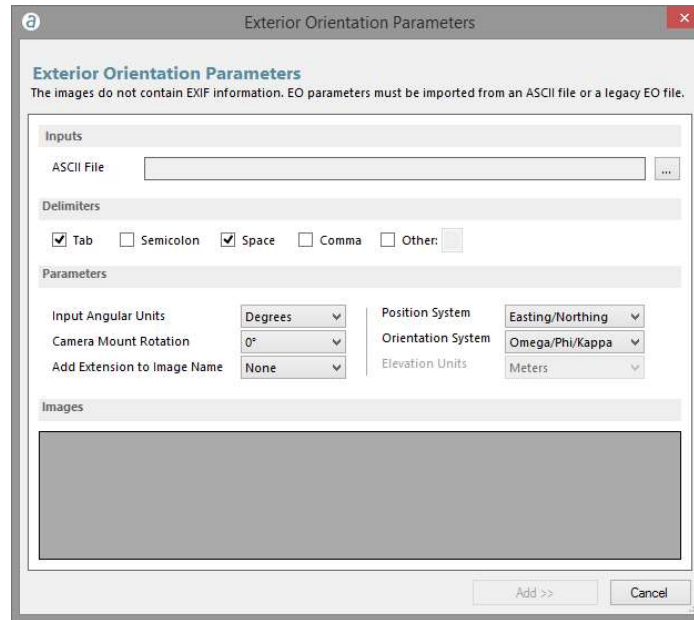 Exterior Orientation Parameters
Exterior Orientation Parameters
The images do not contain EXIF information. EO parameters must be imported from an ASCII file or a legacy EO file.
Inputs
ASCII File ...
Delimiters
Tab Semicolon Space Comma Other:
Parameters
Input Angular Units Degrees Position System Easting/Northing
Camera Mount Rotation 0° Orientation System Omega/Phi/Kappa
Add Extension to Image Name None Elevation Units Meters
Images
Add >> Cancel